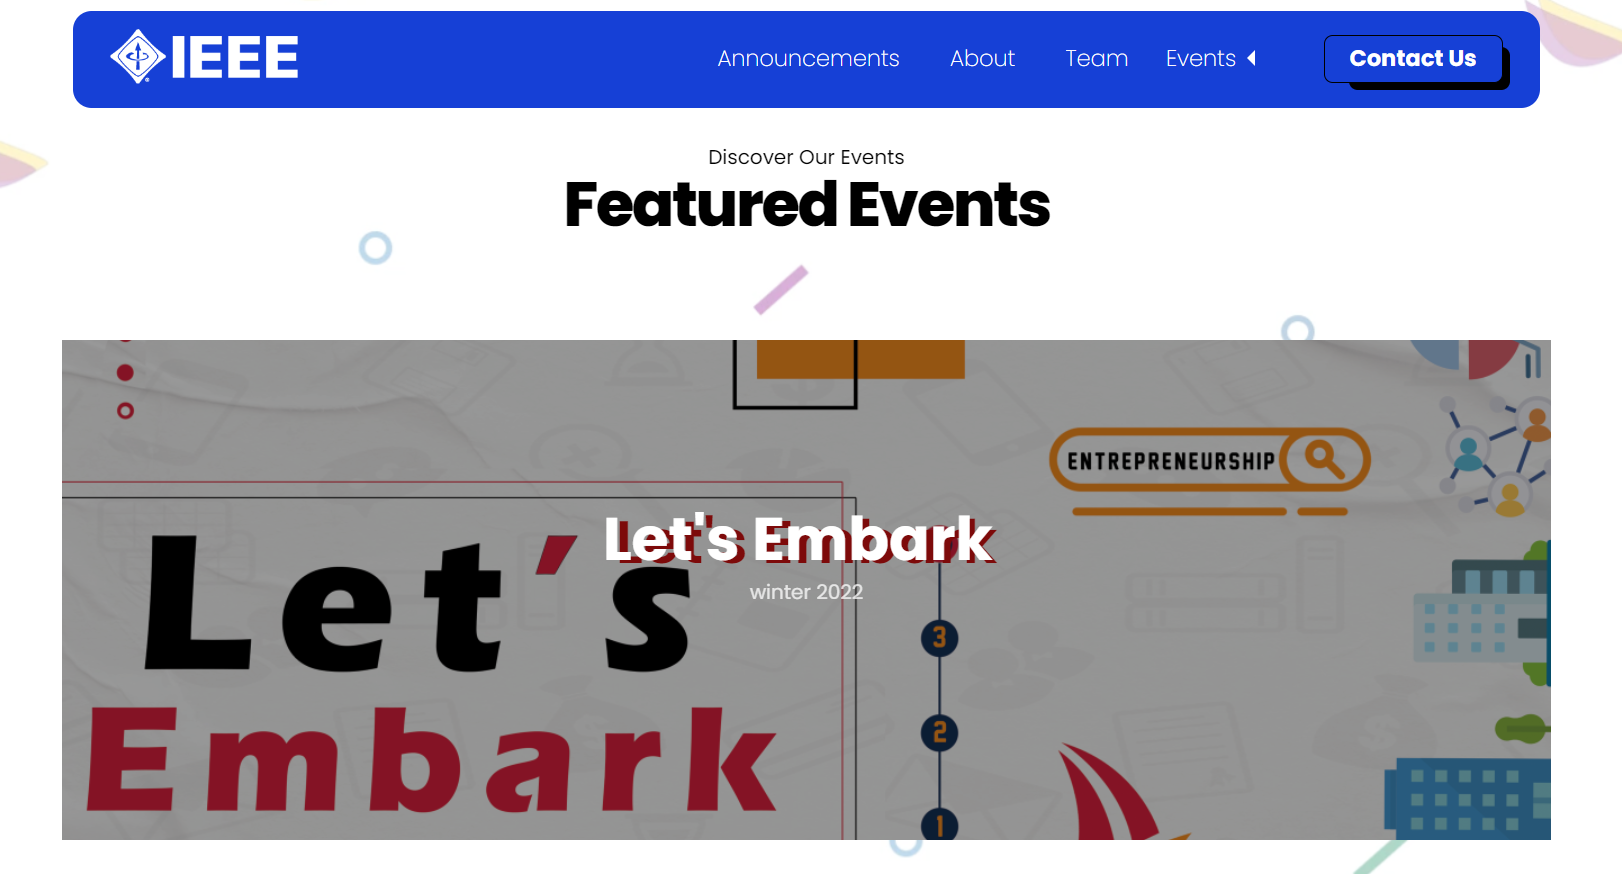 IEEE
Announcements
About
Team
Events
Contact Us
Discover Our Events
Featured Events
ENTREPRENEURSHIP
Let's Embark
winter 2022
Let's
Embark
3
2
1